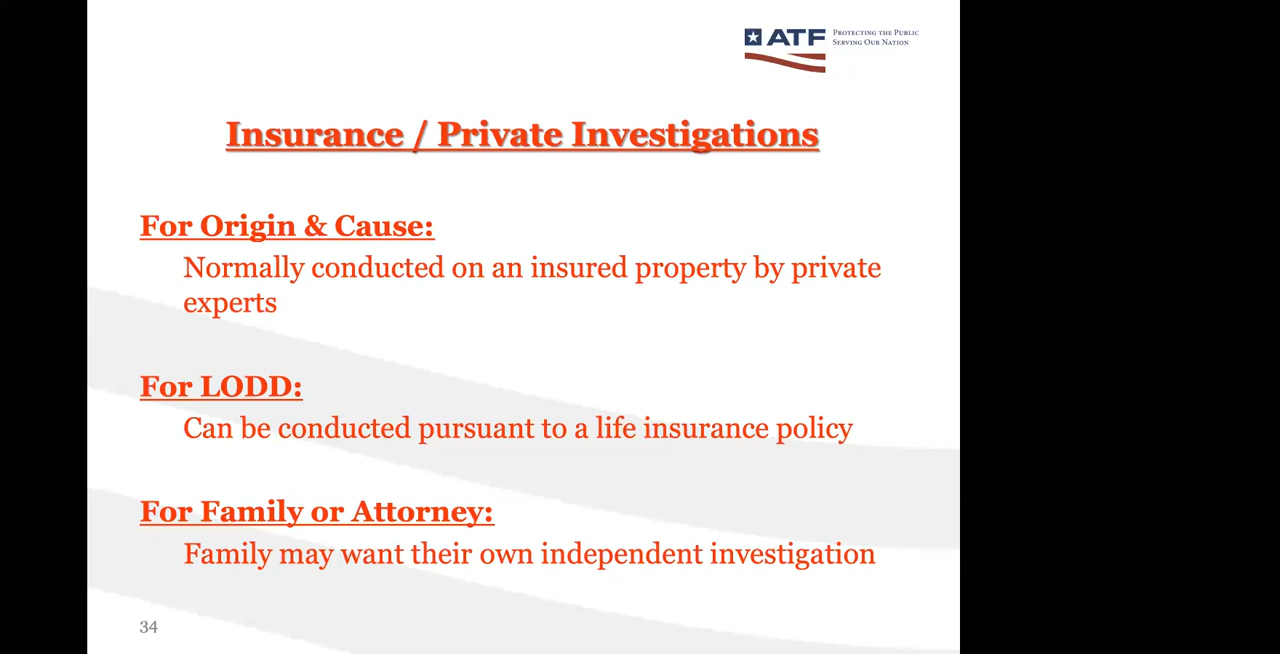 ATF
PROTECTING THE PUBLIC
SERVING OUR NATION
Insurance / Private Investigations
For Origin & Cause:
Normally conducted on an insured property by private
experts
For LODD:
Can be conducted pursuant to a life insurance policy
For Family or Attorney:
Family may want their own independent investigation
34